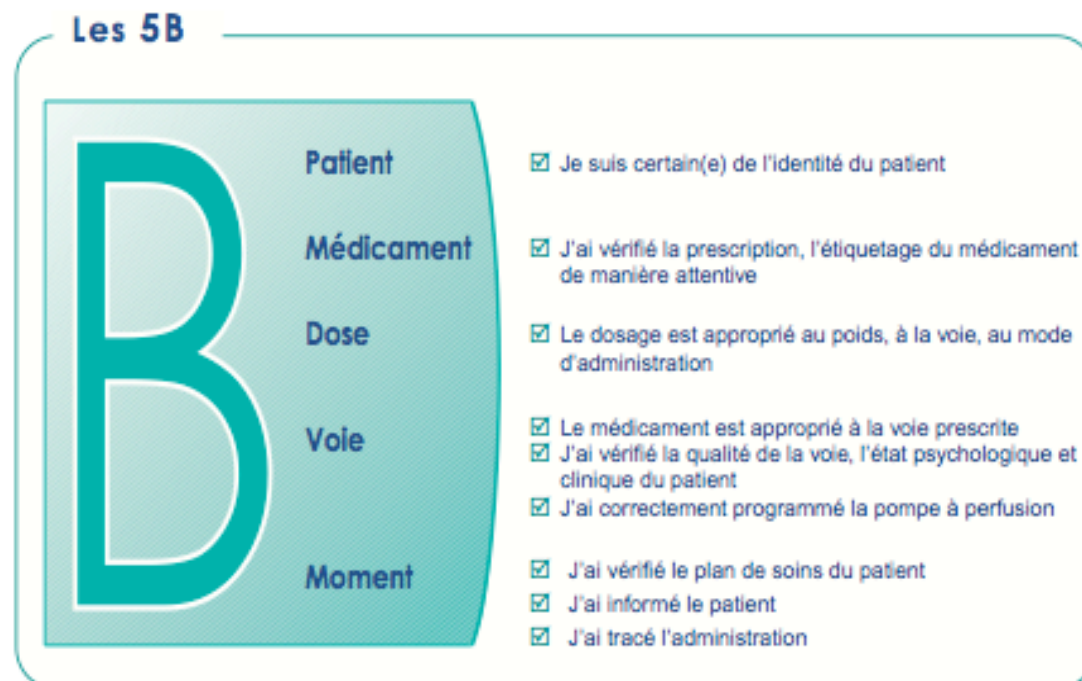 Les 5B
B
Patient
☑ Je suis certain(e) de l'identité du patient
Médicament
☑ J'ai vérifié la prescription, l'étiquetage du médicament
de manière attentive
Dose
☑ Le dosage est approprié au poids, à la voie, au mode
d'administration
Voie
☑ Le médicament est approprié à la voie prescrite
☑ J'ai vérifié la qualité de la voie, l'état psychologique et
clinique du patient
☑ J'ai correctement programmé la pompe à perfusion
Moment
☑ J'ai vérifié le plan de soins du patient
☑ J'ai informé le patient
☑ J'ai tracé l'administration